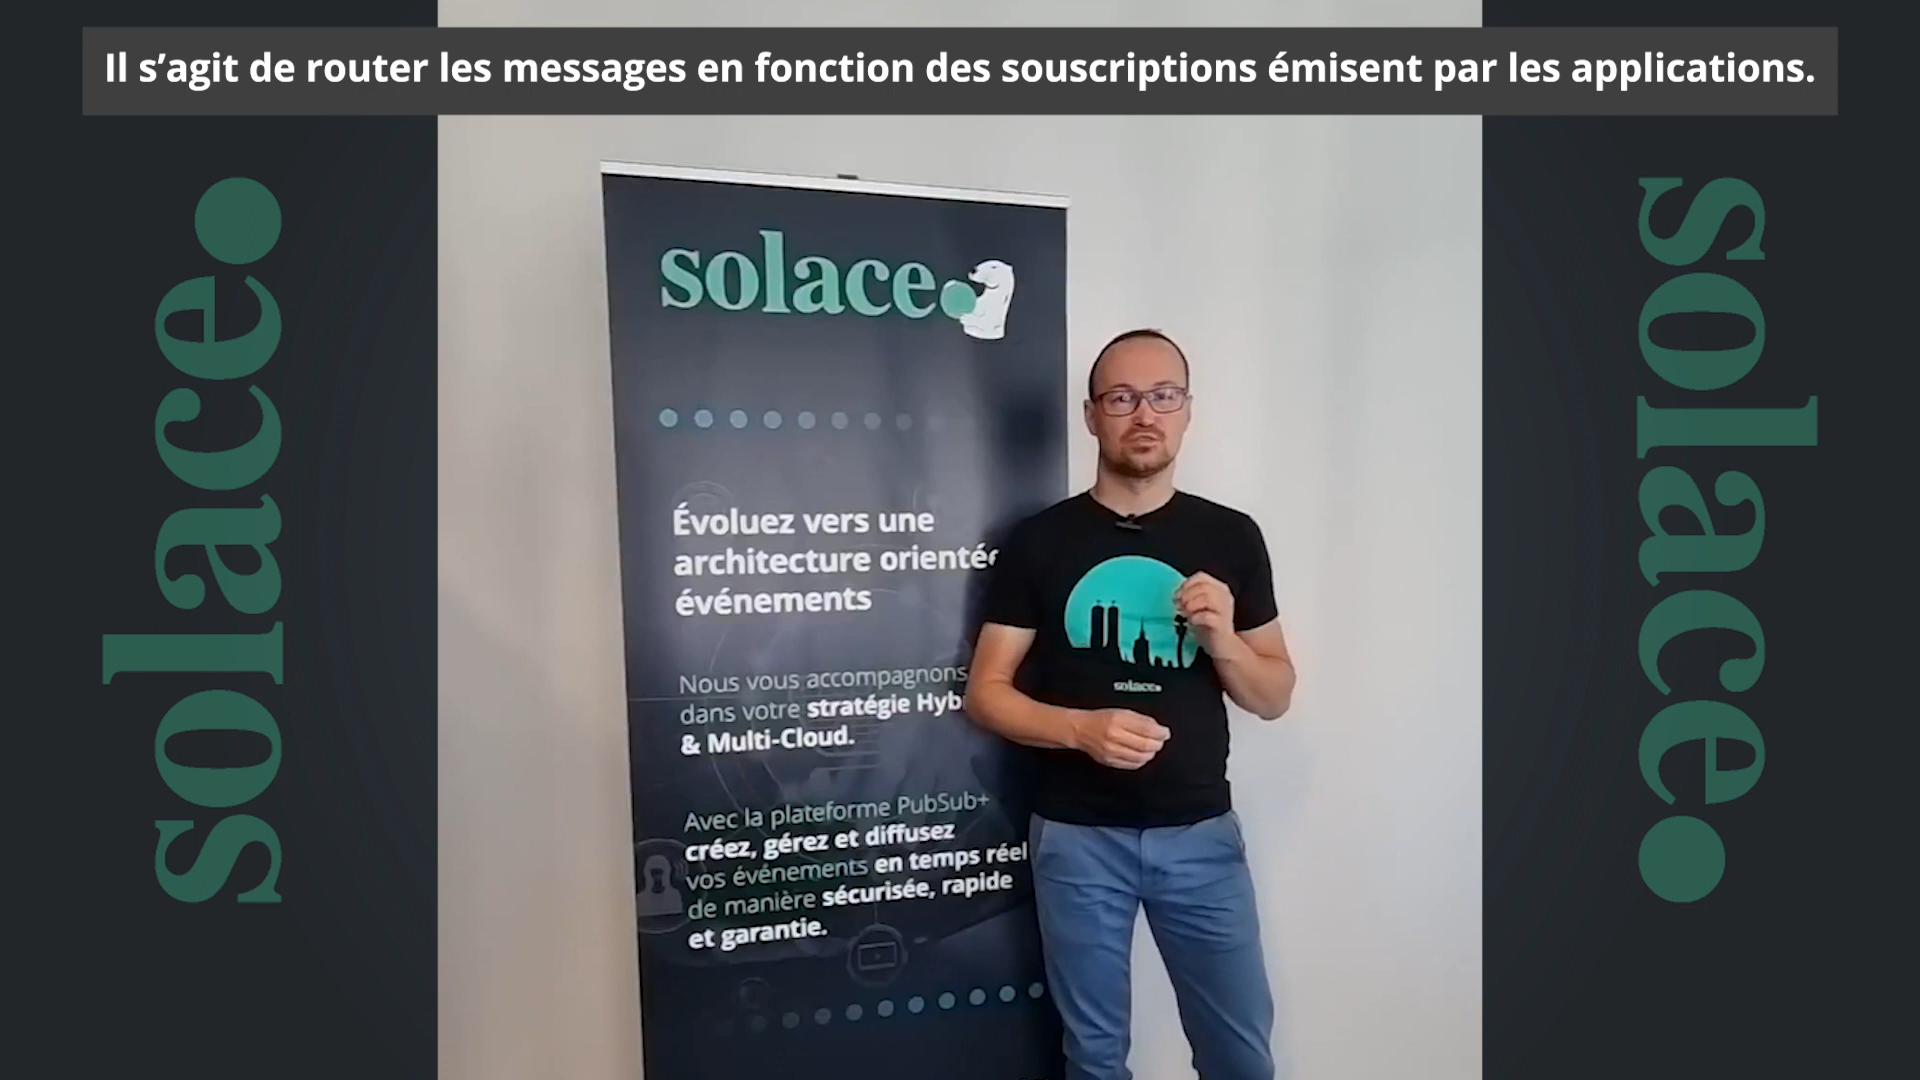 Il s’agit de router les messages en fonction des souscriptions émisent par les applications.
solace
solace
solace
Évoluez vers une
architecture orientée
événements
Nous vous accompagnons
dans votre stratégie Hyb
& Multi-Cloud.
Avec la plateforme PubSub+
créez, gérez et diffusez
vos événements en temps réel
de manière sécurisée, rapide
et garantie.
solace